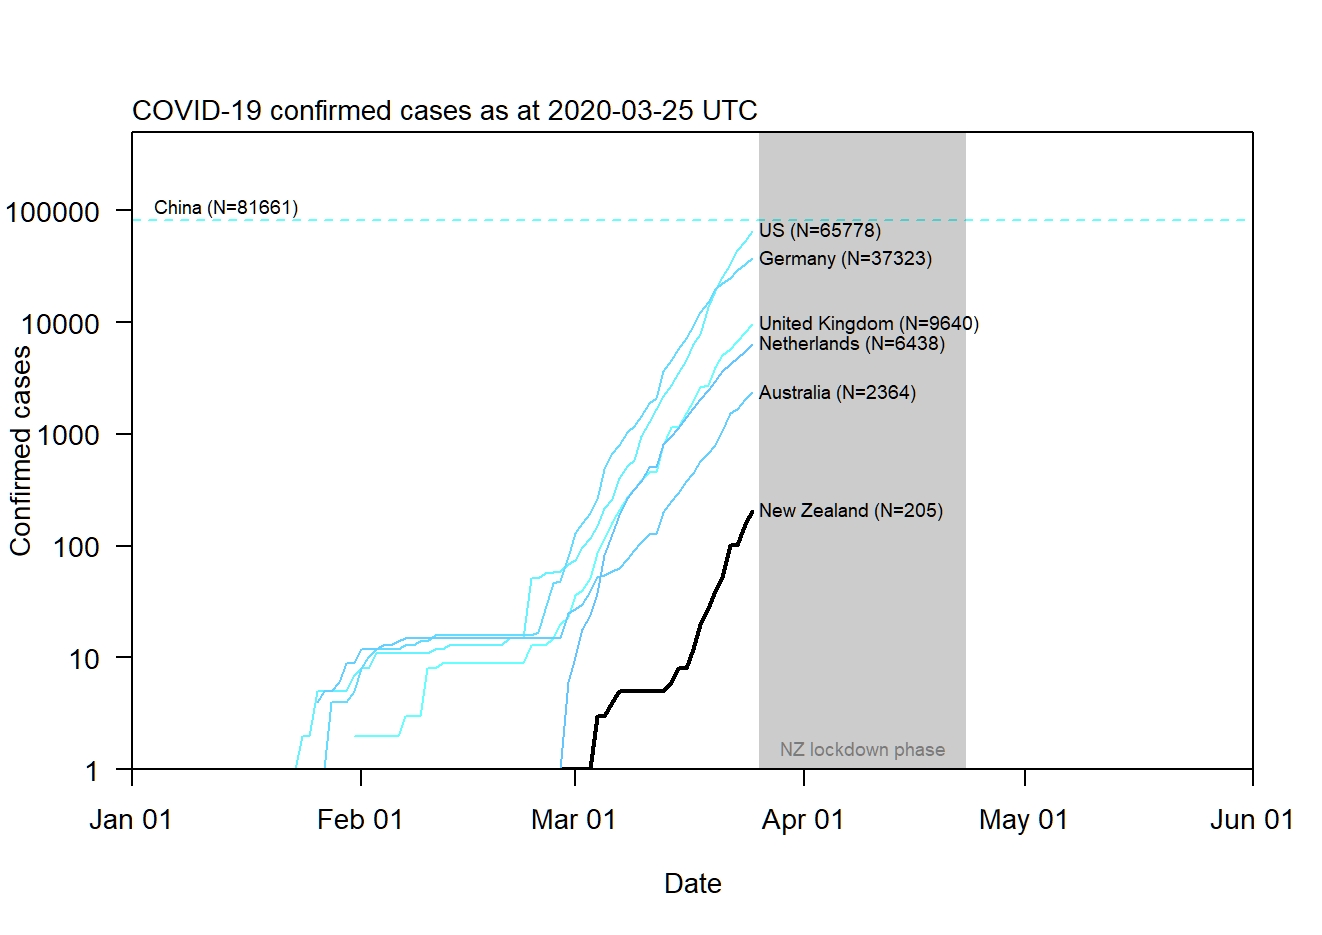 COVID-19 confirmed cases as at 2020-03-25 UTC
Confirmed cases
100000
10000
1000
100
10
1
China (N=81661)
US (N=65778)
Germany (N=37323)
United Kingdom (N=9640)
Netherlands (N=6438)
Australia (N=2364)
New Zealand (N=205)
NZ lockdown phase
Jan 01
Feb 01
Mar 01
Apr 01
May 01
Jun 01
Date